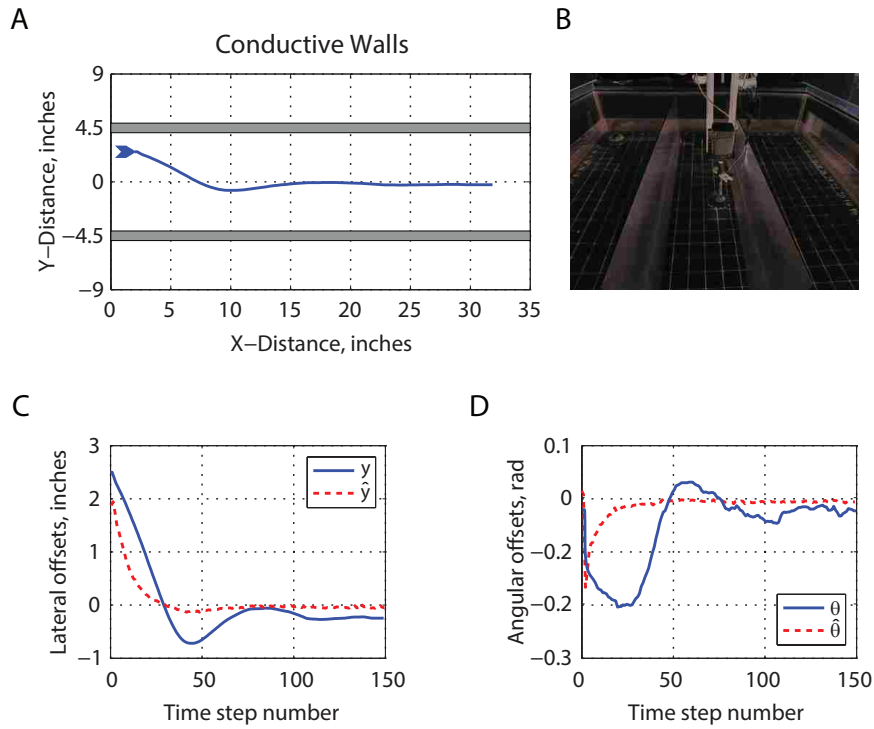 A
Conductive Walls
9
4.5
0
−4.5
−9
Y−Distance, inches
0 5 10 15 20 25 30 35
X−Distance, inches
B
C
3
2
1
0
−1
Lateral offsets, inches
y
ŷ
0 50 100 150
Time step number
D
0.1
0
−0.2
−0.2
−0.3
Angular offsets, rad
θ
θ̂
0 50 100 150
Time step number